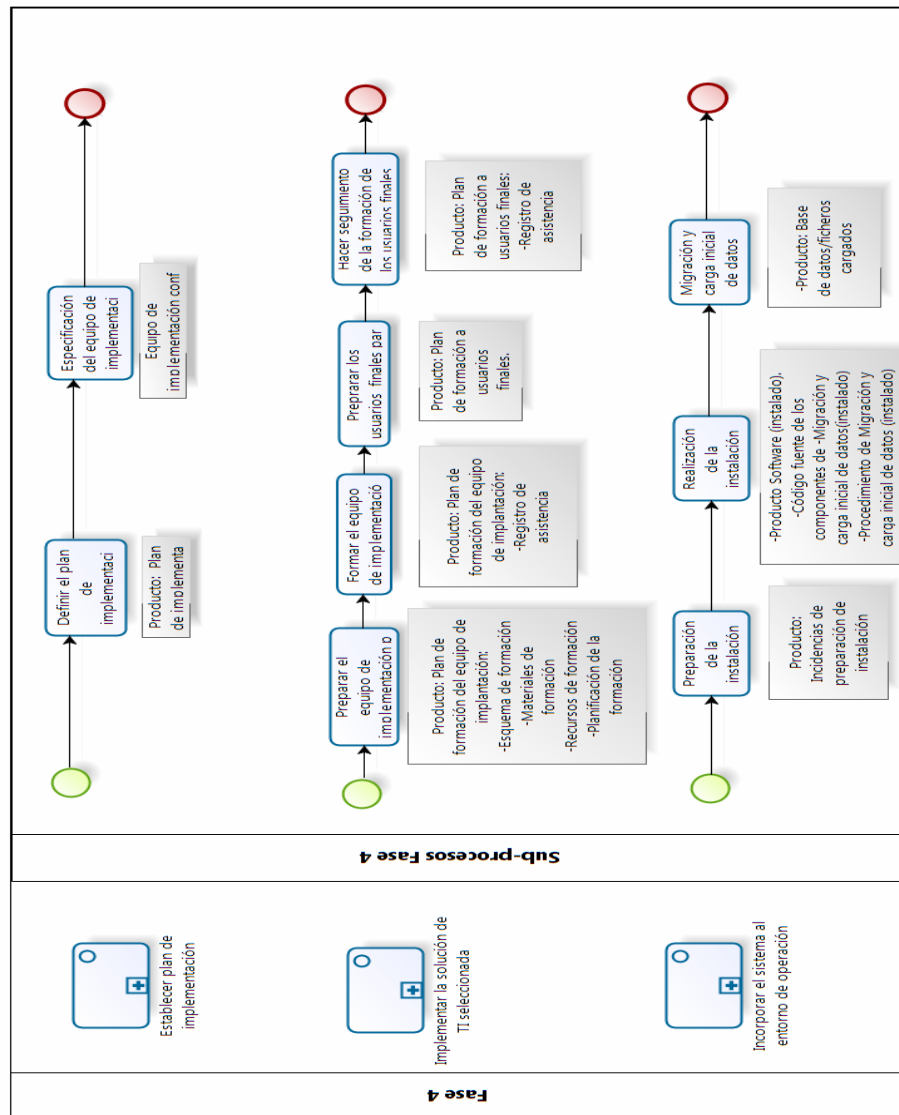 Fase 4
Establecer plan de
implementación
Implementar la solución de
TI seleccionada
Incorporar el sistema al
entorno de operación
Sub-procesos Fase 4
Definir el plan
de
implementaci
Producto: Plan
de implementa
Especificación
del equipo de
implementaci
Equipo de
implementación conf
Preparar el
equipo de
implementación p
Producto: Plan de
formación del equipo de
implantación:
-Esquema de formación
-Materiales de
formación
-Recursos de formación
-Planificación de la
formación
Formar el equipo
de implementació
Producto: Plan de
formación del equipo
de implantación:
-Registro de
asistencia
Preprarar los
usuarios finales par
Producto: Plan
de formación a
usuarios
finales.
Hacer seguimiento
de la formación de
los usuarios finales
Producto: Plan
de formación a
usuarios finales:
-Registro de
asistencia
Preparación
de la
instalación
Producto:
Incidencias de
preparación de
instalación
Realización
de la
instalación
-Producto Software (instalado).
-Código fuente de los
componentes de -Migración y
carga inicial de datos(instalado)
-Procedimiento de Migración y
carga inicial de datos (instalado)
Migración y
carga inicial
de datos
-Producto: Base
de datos/ficheros
cargados